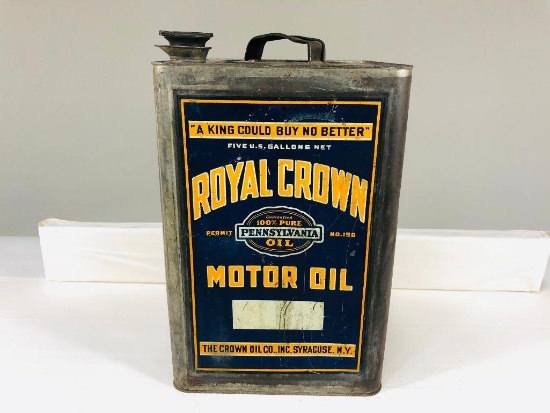 "A KING COULD BUY NO BETTER"
FIVE U.S. GALLONS NET
ROYAL CROWN
Guaranteed
100% PURE
PERMIT PENNSYLVANIA NO. 190
OIL
MOTOR OIL
THE CROWN OIL CO., INC. SYRACUSE, N.Y.